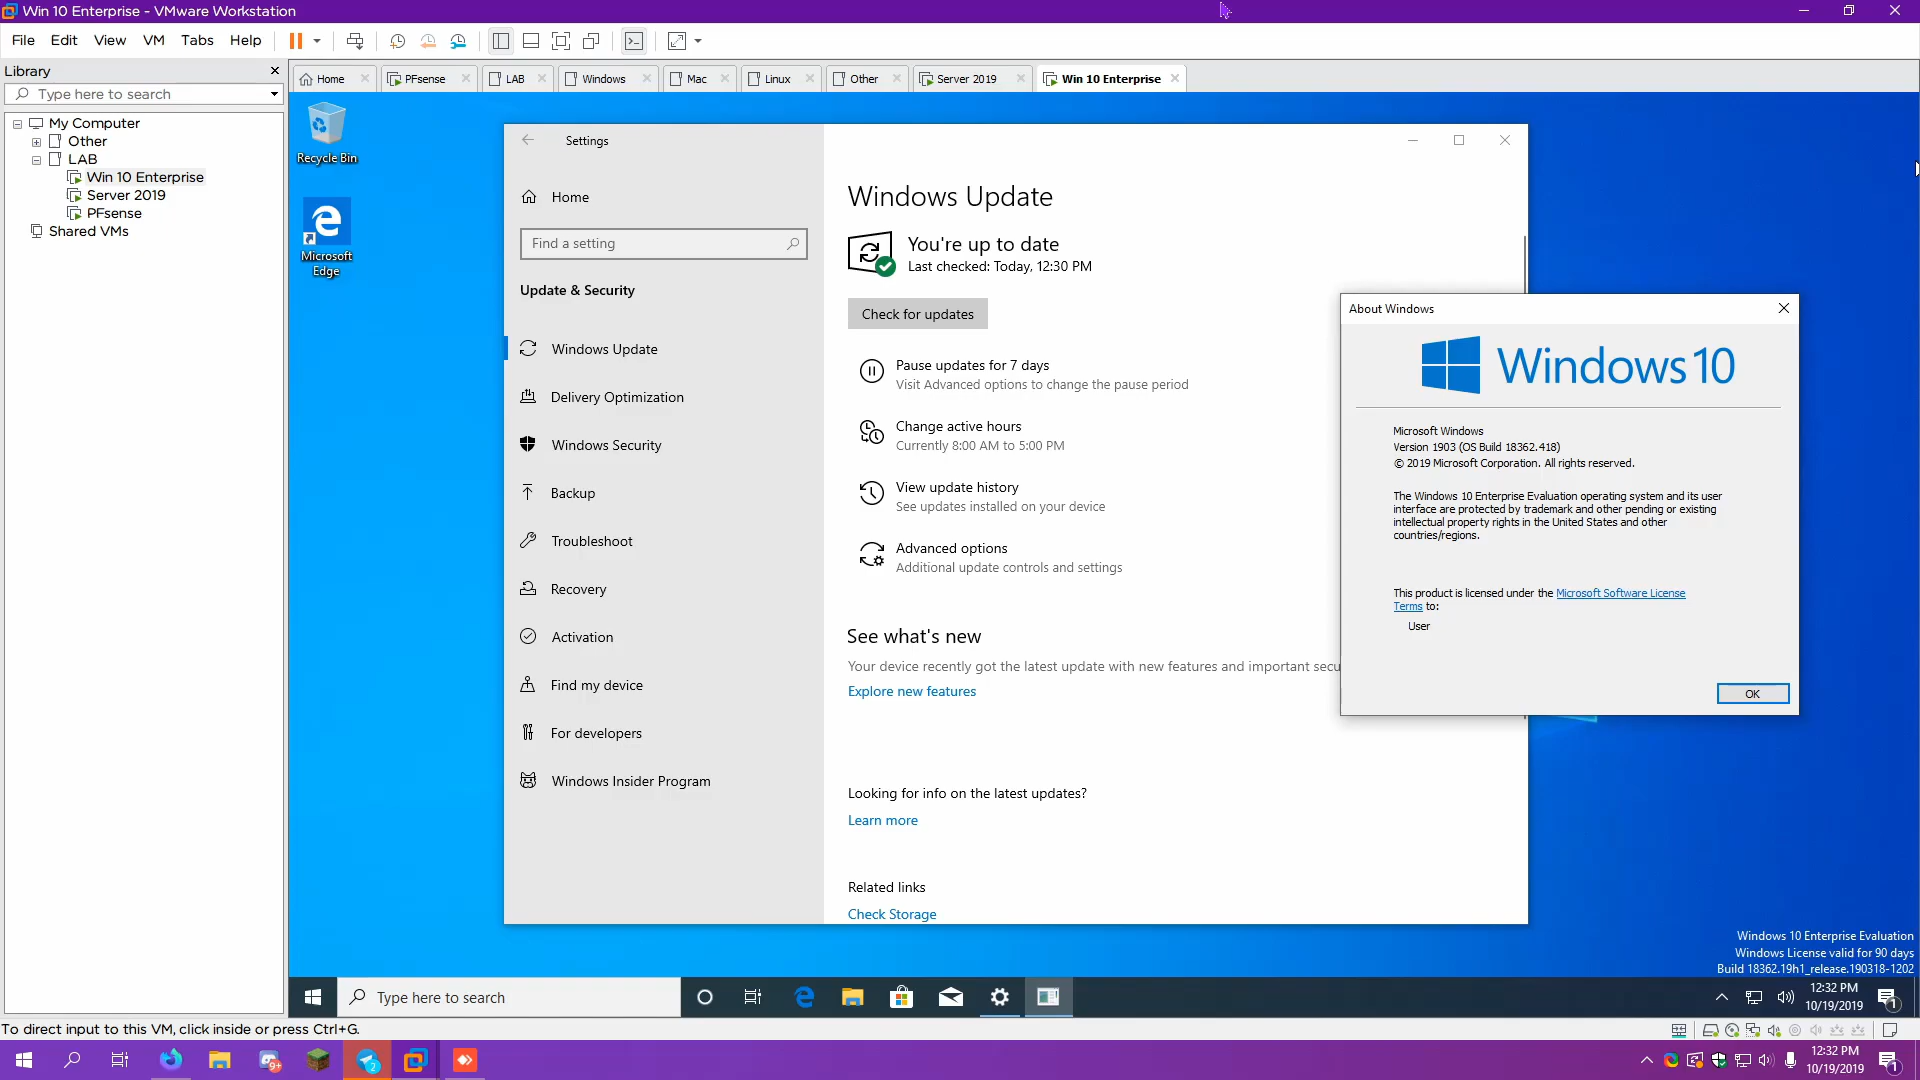 Win 10 Enterprise - VMware Workstation
File Edit View VM Tabs Help
Library
Type here to search
My Computer
Other
LAB
Win 10 Enterprise
Server 2019
PFsense
Shared VMs
Home PFsense LAB Windows Mac Linux Other Server 2019 Win 10 Enterprise
Recycle Bin
Microsoft
Edge
Settings
Home
Find a setting
Update & Security
Windows Update
Delivery Optimization
Windows Security
Backup
Troubleshoot
Recovery
Activation
Find my device
For developers
Windows Insider Program
Windows Update
You're up to date
Last checked: Today, 12:30 PM
Check for updates
Pause updates for 7 days
Visit Advanced options to change the pause period
Change active hours
Currently 8:00 AM to 5:00 PM
View update history
See updates installed on your device
Advanced options
Additional update controls and settings
See what's new
Your device recently got the latest update with new features and important secu
Explore new features
Looking for info on the latest updates?
Learn more
Related links
Check Storage
About Windows
Windows 10
Microsoft Windows
Version 1903 (OS Build 18362.418)
© 2019 Microsoft Corporation. All rights reserved.
The Windows 10 Enterprise Evaluation operating system and its user
interface are protected by trademark and other pending or existing
intellectual property rights in the United States and other
countries/regions.
This product is licensed under the Microsoft Software License
Terms to:
User
OK
Windows 10 Enterprise Evaluation
Windows License valid for 90 days
Build 18362.19h1_release.190318-1202
Type here to search
12:32 PM
10/19/2019
1
To direct input to this VM, click inside or press Ctrl+G.
9+
2
12:32 PM
10/19/2019
1